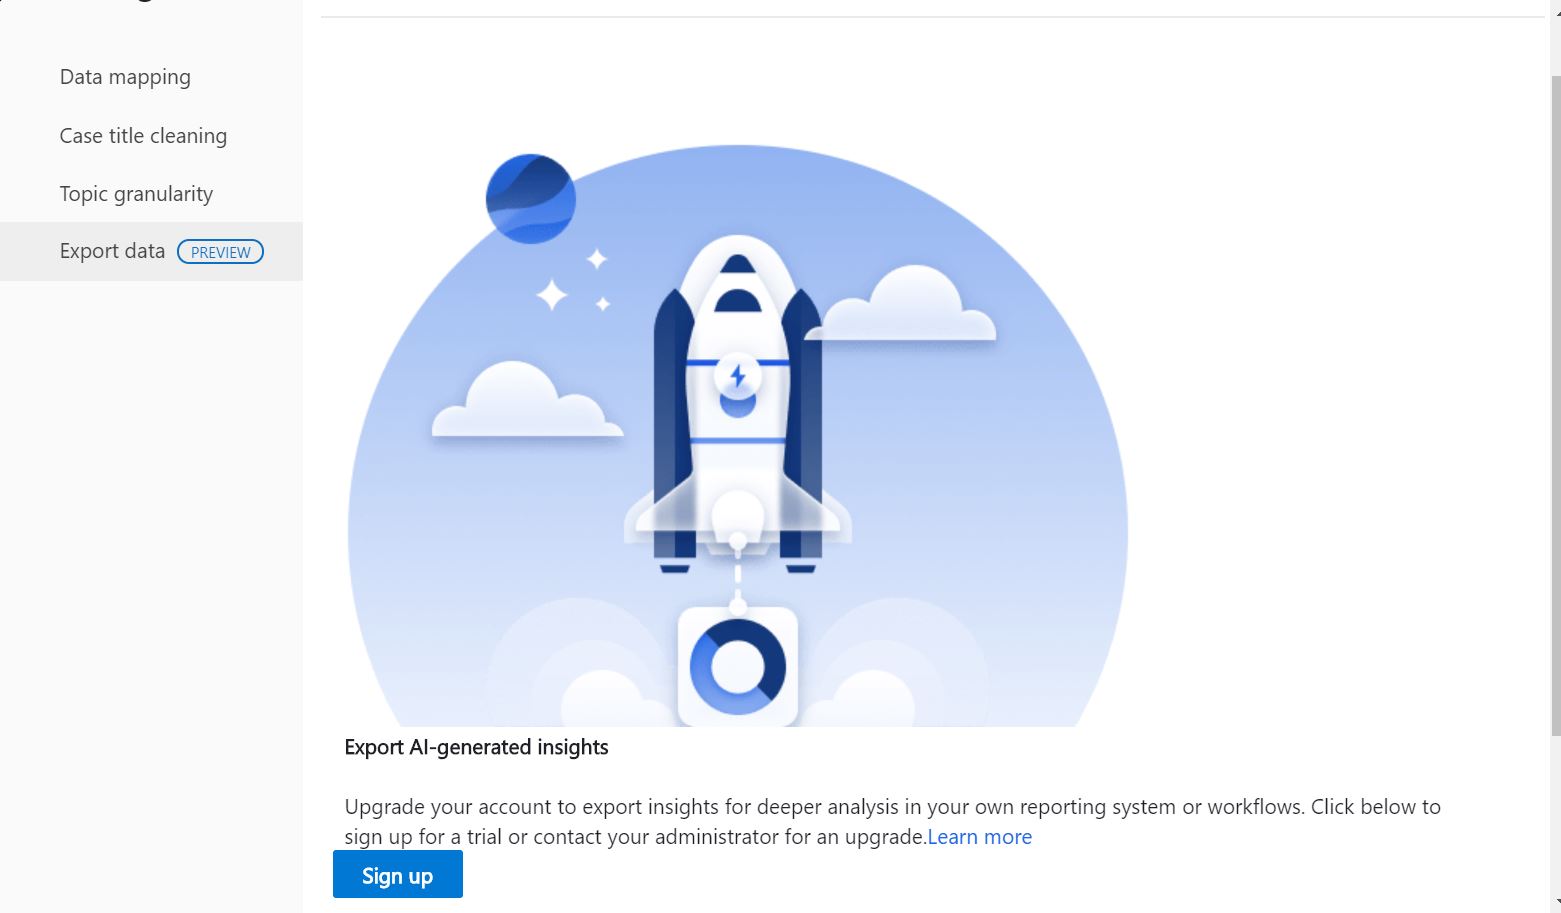 Data mapping
Case title cleaning
Topic granularity
Export data PREVIEW
Export AI-generated insights
Upgrade your account to export insights for deeper analysis in your own reporting system or workflows. Click below to
sign up for a trial or contact your administrator for an upgrade.Learn more
Sign up